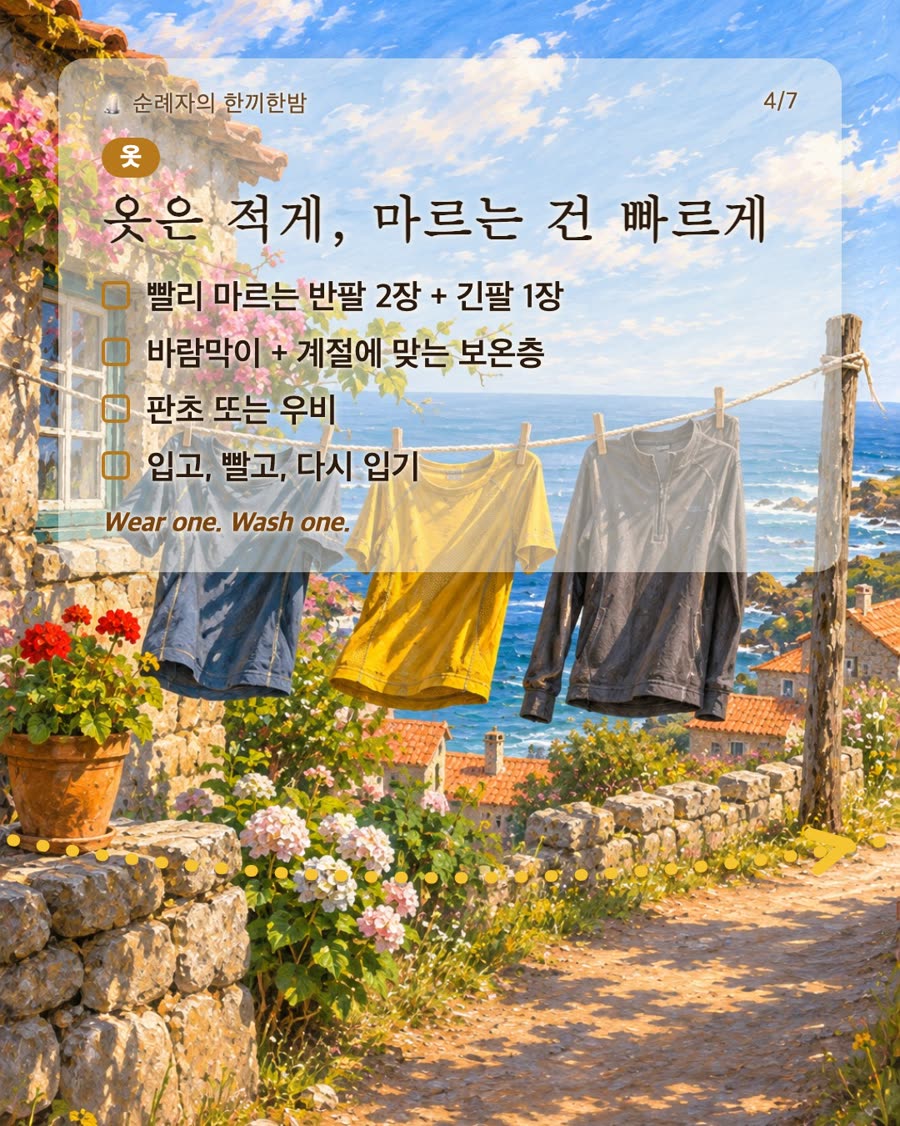 순례자의 한끼한밤
4/7
옷
옷은 적게, 마르는 건 빠르게
빨리 마르는 반팔 2장 + 긴팔 1장
바람막이 + 계절에 맞는 보온층
판초 또는 우비
입고, 빨고, 다시 입기
Wear one. Wash one.